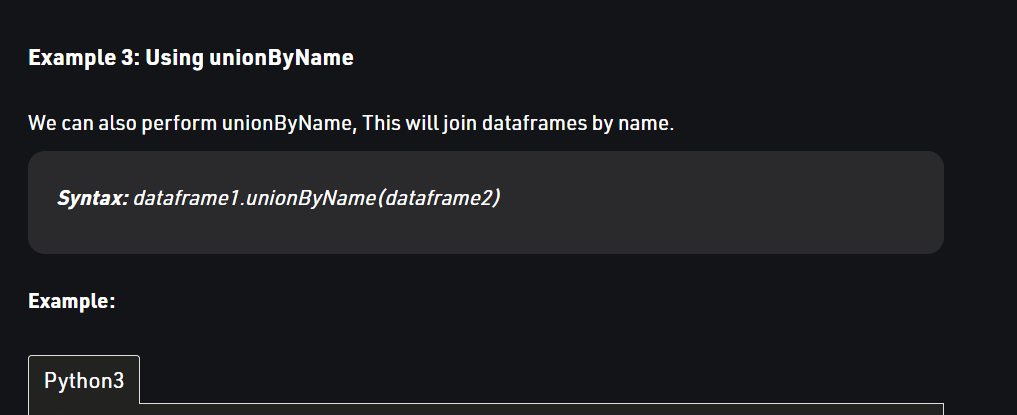 Example 3: Using unionByName
We can also perform unionByName, This will join dataframes by name.
Syntax: dataframe1.unionByName(dataframe2)
Example:
Python3